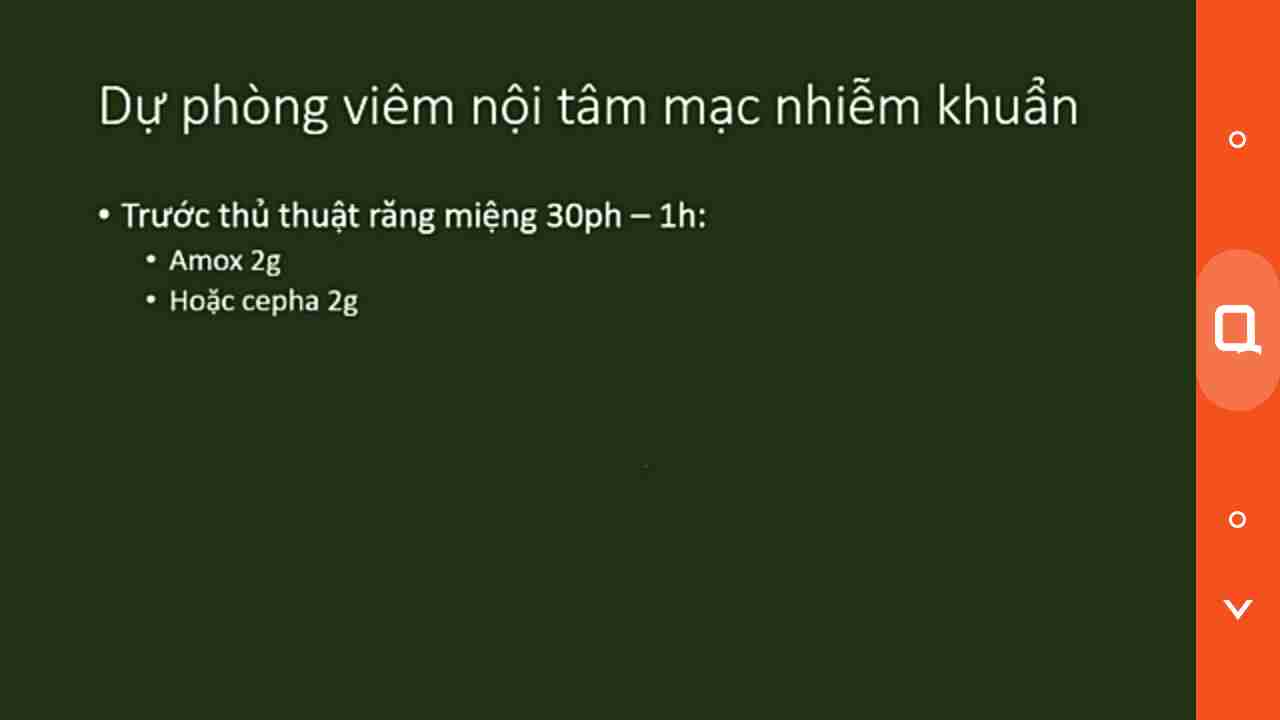 Dự phòng viêm nội tâm mạc nhiễm khuẩn
• Trước thủ thuật răng miệng 30ph – 1h:
• Amox 2g
• Hoặc cepha 2g